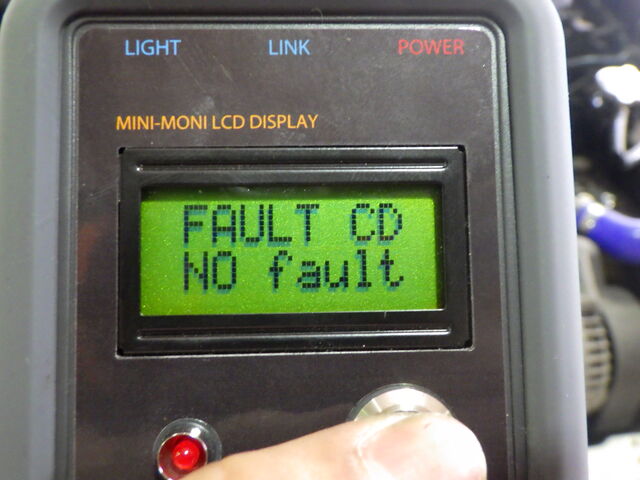 LIGHT LINK POWER
MINI-MONI LCD DISPLAY
FAULT CD
NO fault